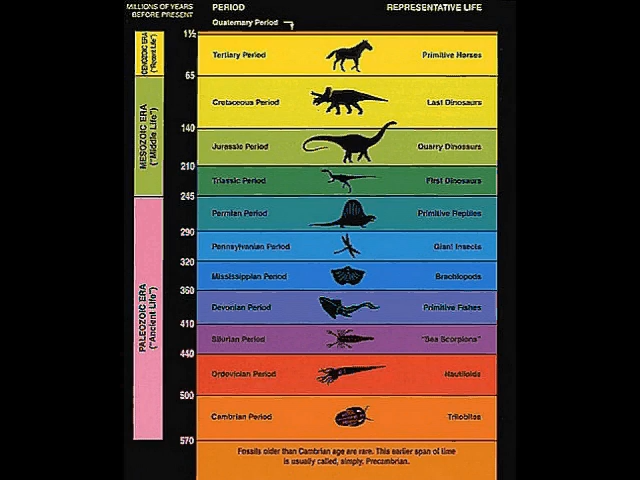 MILLIONS OF YEARS
BEFORE PRESENT
PERIOD
REPRESENTATIVE LIFE
Quaternary Period
1½
CENOZOIC ERA
("Recent Life")
Tertiary Period
Primitive Horses
65
MESOZOIC ERA
("Middle Life")
Cretaceous Period
Last Dinosaurs
140
Jurassic Period
Quarry Dinosaurs
210
Triassic Period
First Dinosaurs
245
PALEOZOIC ERA
("Ancient Life")
Permian Period
Primitive Reptiles
290
Pennsylvanian Period
Giant Insects
320
Mississippian Period
Brachiopods
360
Devonian Period
Primitive Fishes
410
Silurian Period
"Sea Scorpions"
440
Ordovician Period
Nautiloids
500
Cambrian Period
Trilobites
570
Fossils older than Cambrian age are rare. This earlier span of time
is usually called, simply, Precambrian.